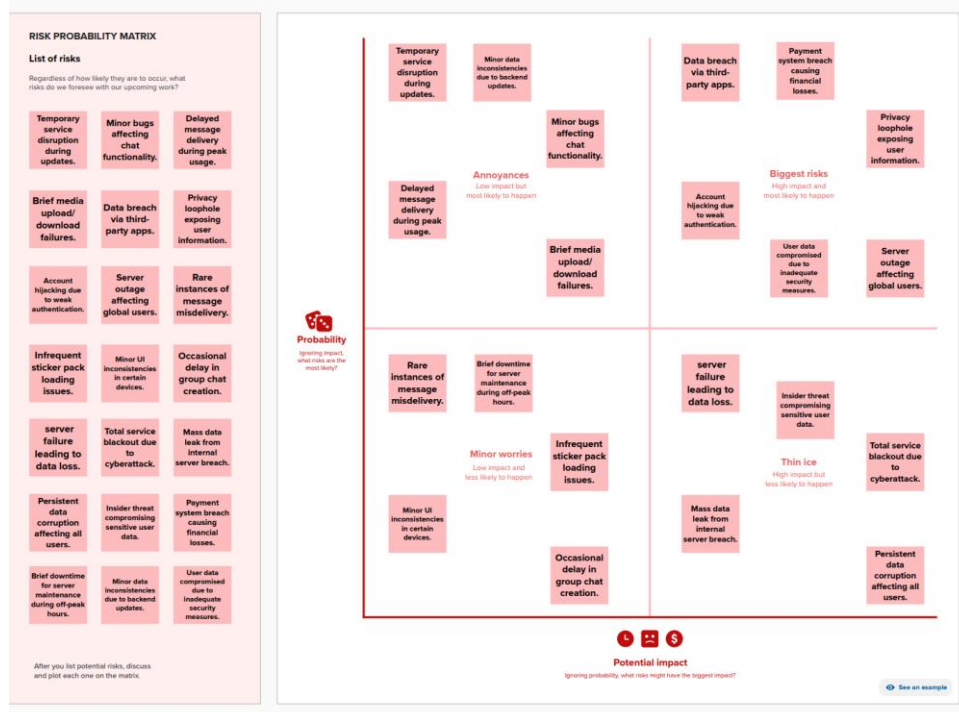 RISK PROBABILITY MATRIX
List of risks
Regardless of how likely they are to occur, what
risks do we foresee with our upcoming work?
Temporary
service
disruption
during
updates.
Minor bugs
affecting
chat
functionality.
Delayed
message
delivery
during peak
usage.
Brief media
upload/
download
failures.
Data breach
via third-
party apps.
Privacy
loophole
exposing
user
information.
Account
hijacking due
to weak
authentication.
Server
outage
affecting
global users.
Rare
instances of
message
misdelivery.
Infrequent
sticker pack
loading
issues.
Minor UI
inconsistencies
in certain
devices.
Occasional
delay in
group chat
creation.
server
failure
leading to
data loss.
Total service
blackout due
to
cyberattack.
Mass data
leak from
internal
server breach.
Persistent
data
corruption
affecting all
users.
Insider threat
compromising
sensitive user
data.
Payment
system breach
causing
financial
losses.
Brief downtime
for server
maintenance
during off-peak
hours.
Minor data
inconsistencies
due to backend
updates.
User data
compromised
due to
inadequate
security
measures.
After you list potential risks, discuss
and plot each one on the matrix.
Probability
Ignoring impact,
what risks are the
most likely?
Temporary
service
disruption
during
updates.
Minor data
inconsistencies
due to backend
updates.
Minor bugs
affecting
chat
functionality.
Annoyances
Low impact but
most likely to happen
Delayed
message
delivery
during peak
usage.
Brief media
upload/
download
failures.
Data breach
via third-
party apps.
Payment
system breach
causing
financial
losses.
Privacy
loophole
exposing
user
information.
Biggest risks
High impact and
most likely to happen
Account
hijacking due
to weak
authentication.
User data
compromised
due to
inadequate
security
measures.
Server
outage
affecting
global users.
Rare
instances of
message
misdelivery.
Brief downtime
for server
maintenance
during off-peak
hours.
Infrequent
sticker pack
loading
issues.
Minor worries
Low impact and
less likely to happen
Minor UI
inconsistencies
in certain
devices.
Occasional
delay in
group chat
creation.
server
failure
leading to
data loss.
Insider threat
compromising
sensitive user
data.
Total service
blackout due
to
cyberattack.
Thin ice
High impact but
less likely to happen
Mass data
leak from
internal
server breach.
Persistent
data
corruption
affecting all
users.
$
Potential impact
Ignoring probability, what risks might have the biggest impact?
See an example